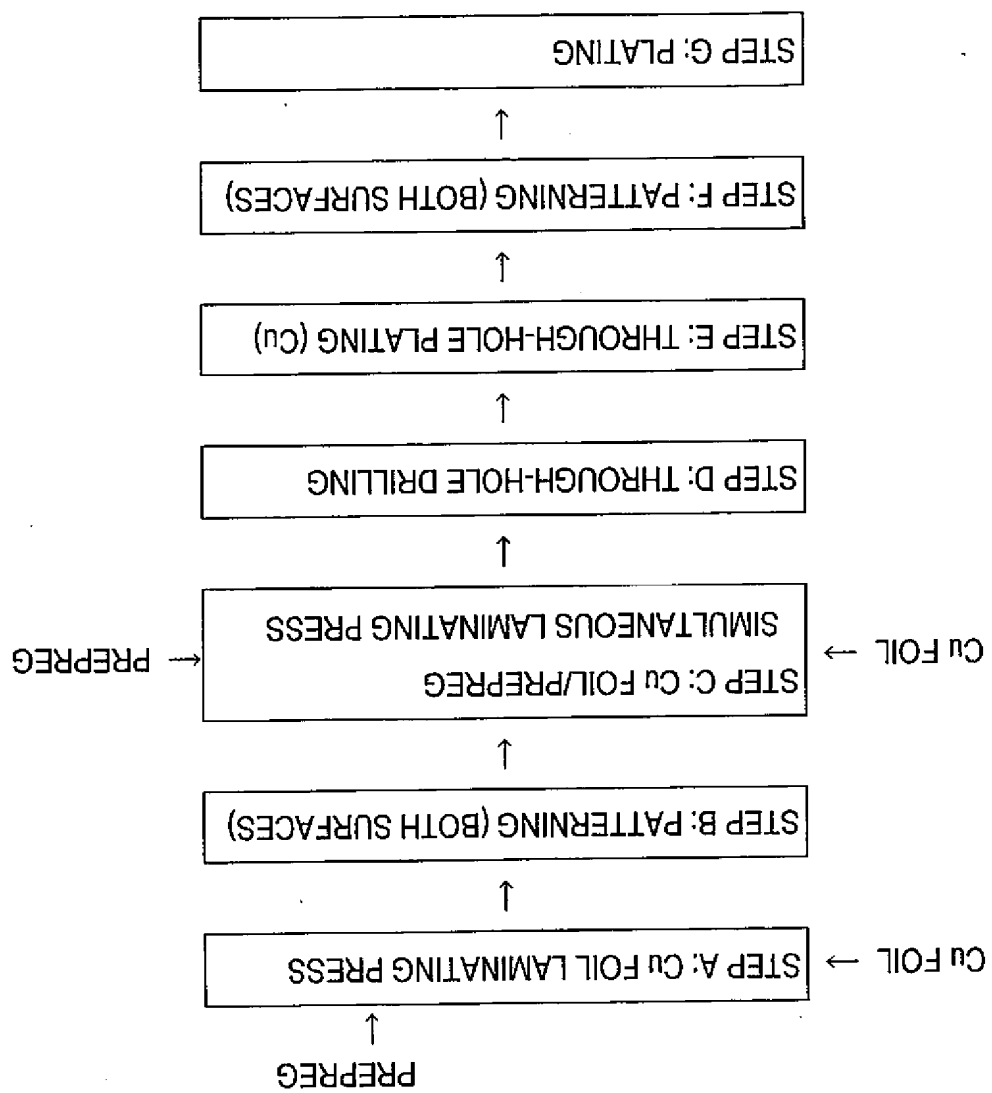 PREPREG
Cu FOIL → STEP A: Cu FOIL LAMINATING PRESS
STEP B: PATTERNING (BOTH SURFACES)
STEP C: Cu FOIL/PREPREG
SIMULTANEOUS LAMINATING PRESS
Cu FOIL
PREPREG
STEP D: THROUGH-HOLE DRILLING
STEP E: THROUGH-HOLE PLATING (Cu)
STEP F: PATTERNING (BOTH SURFACES)
STEP G: PLATING